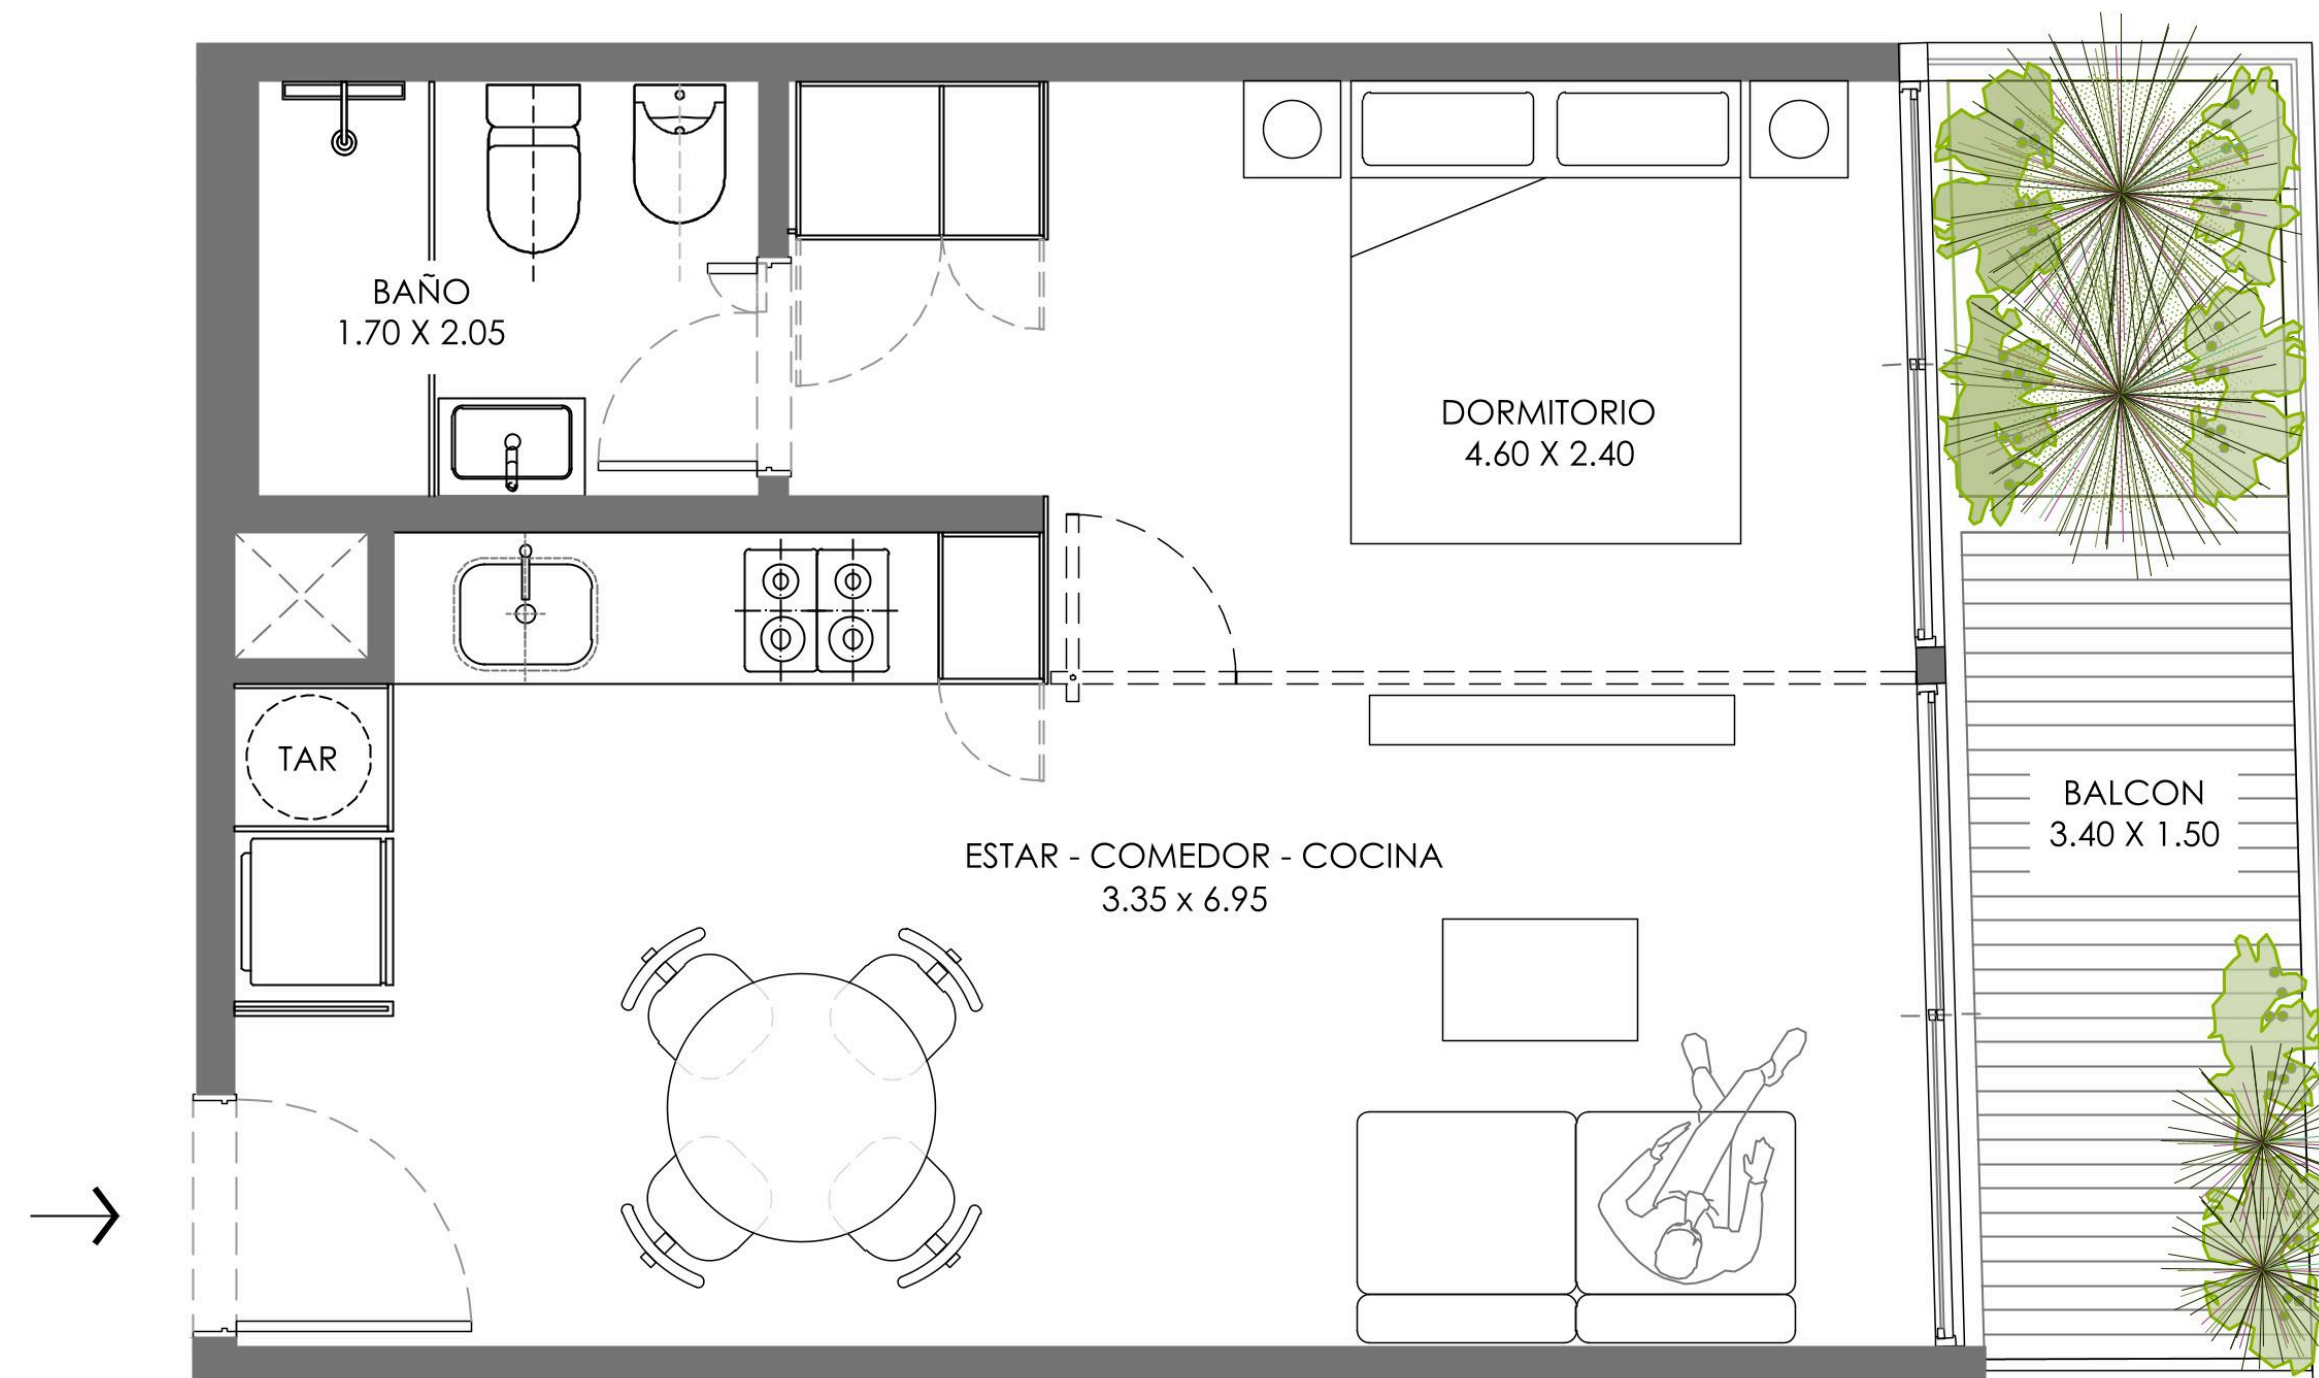 BAÑO
1.70 X 2.05
DORMITORIO
4.60 X 2.40
TAR
BALCON
3.40 X 1.50
ESTAR - COMEDOR - COCINA
3.35 x 6.95